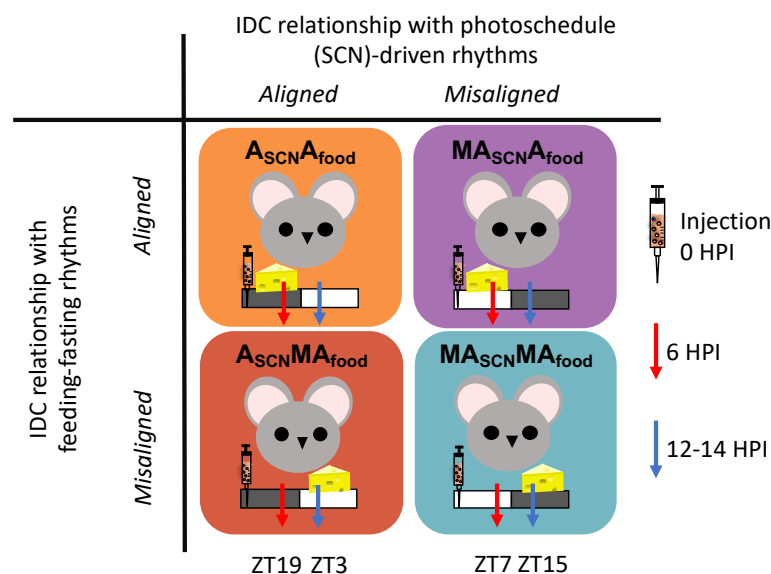 IDC relationship with photoschedule
(SCN)-driven rhythms
Aligned
Misaligned
IDC relationship with
feeding-fasting rhythms
Aligned
Misaligned
ASCNAfood
MASCNAfood
ASCNMAfood
MASCNMAfood
Injection
0 HPI
6 HPI
12-14 HPI
ZT19 ZT3
ZT7 ZT15